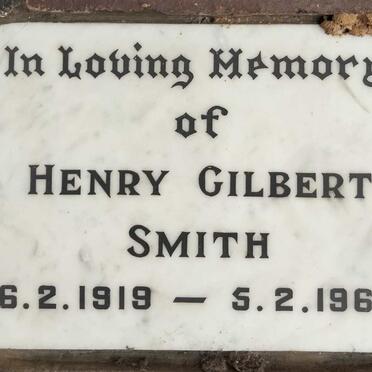 In Loving Memory
of
HENRY GILBERT
SMITH
6.2.1919 — 5.2.196